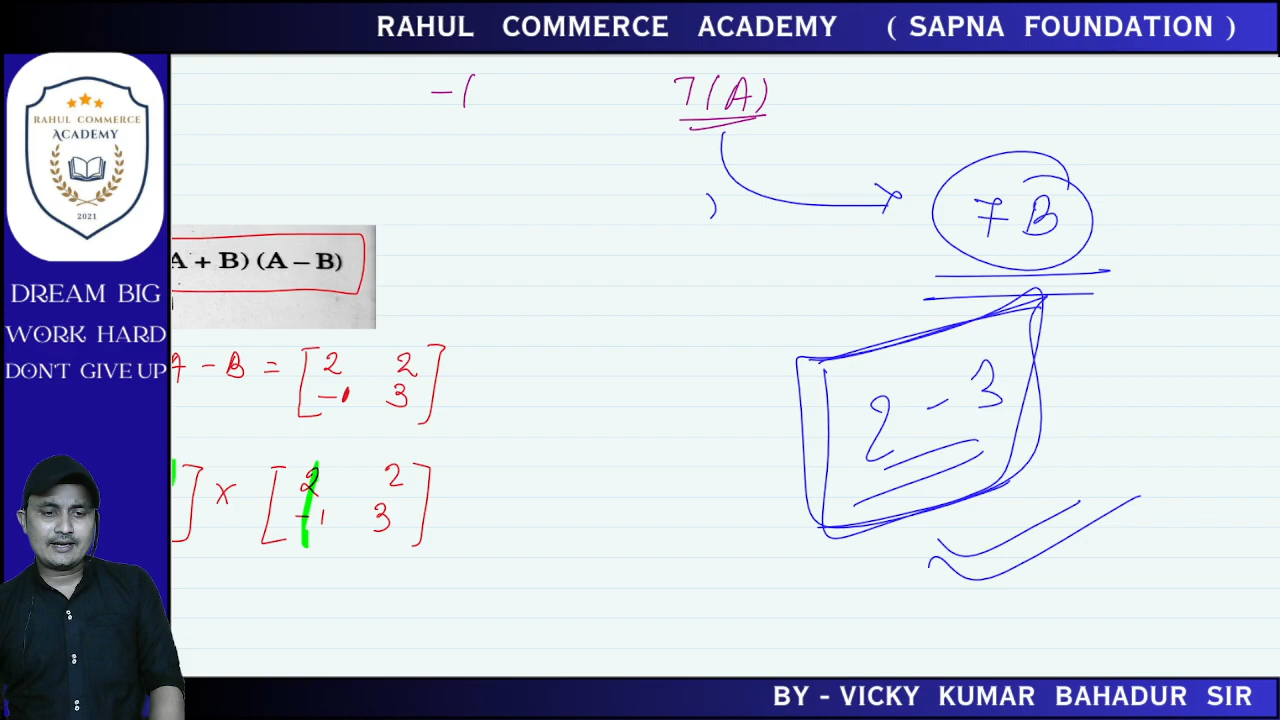 RAHUL COMMERCE ACADEMY ( SAPNA FOUNDATION )
RAHUL COMMERCE
ACADEMY
2021
DREAM BIG
WORK HARD
DON'T GIVE UP
-(
7(A)
)
7B
A + B) (A – B)
A - B = [ 2 2
-1 3 ]
2 - 3
] x [ 2 2
-1 3 ]
BY - VICKY KUMAR BAHADUR SIR